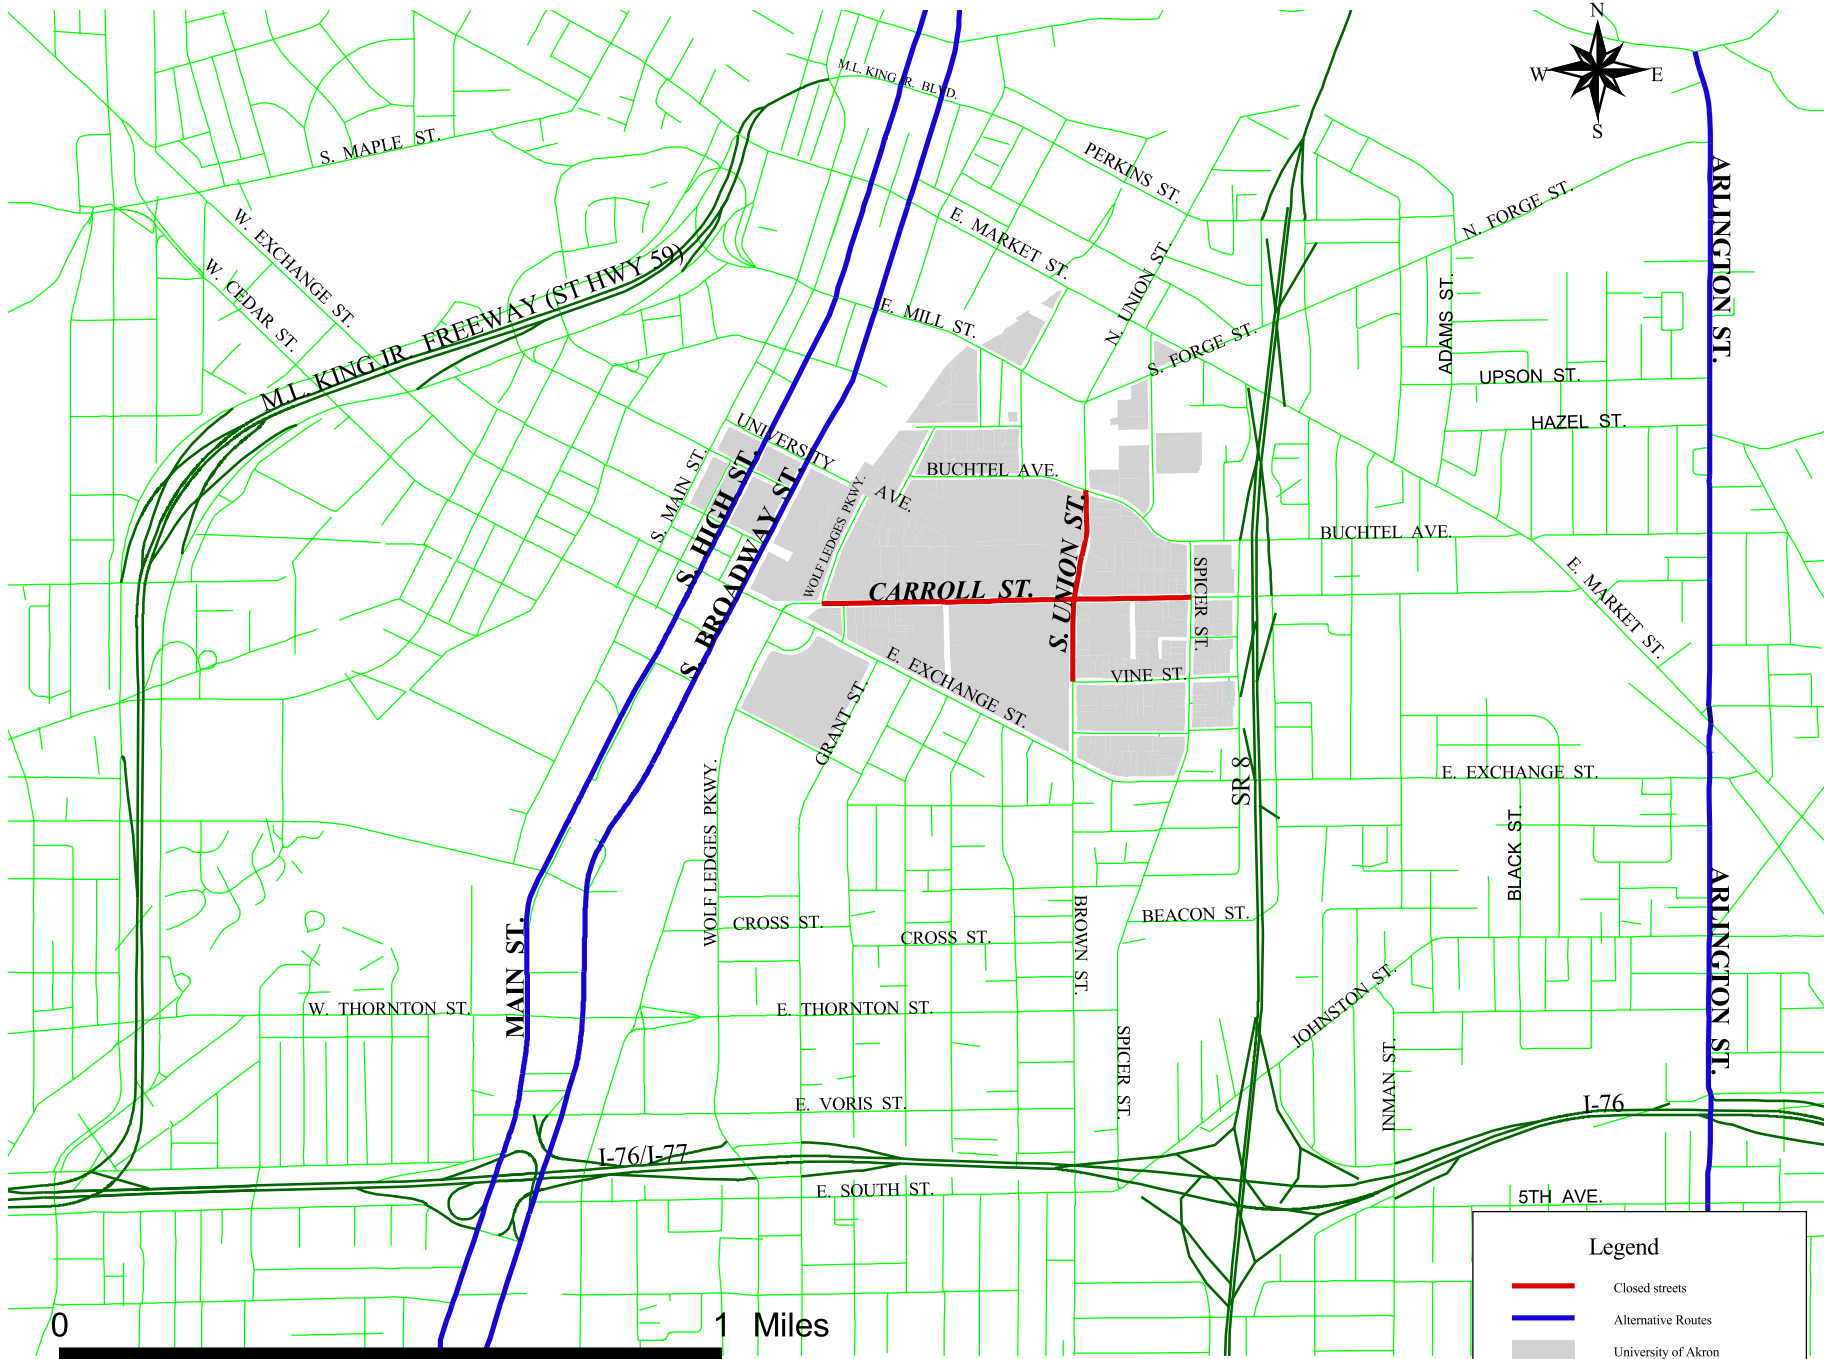 N
M.L. KING JR. BLVD.
W
E
S
S. MAPLE ST.
PERKINS ST.
ARLINGTON ST.
W. EXCHANGE ST.
E. MARKET ST.
N. FORGE ST.
W. CEDAR ST.
M.L. KING JR. FREEWAY (ST HWY 59)
N. UNION ST.
ADAMS ST.
E. MILL ST.
S. FORGE ST.
UPSON ST.
HAZEL ST.
UNIVERSITY
AVE.
S. MAIN ST.
S. HIGH ST.
S. BROADWAY ST.
WOLF LEDGES PKWY.
BUCHTEL AVE.
S. UNION ST.
BUCHTEL AVE.
CARROLL ST.
SPICER ST.
E. MARKET ST.
E. EXCHANGE ST.
VINE ST.
GRANT ST.
WOLF LEDGES PKWY.
SR 8
E. EXCHANGE ST.
BLACK ST.
ARLINGTON ST.
MAIN ST.
CROSS ST.
CROSS ST.
BROWN ST.
BEACON ST.
JOHNSTON ST.
W. THORNTON ST.
E. THORNTON ST.
SPICER ST.
INMAN ST.
E. VORIS ST.
I-76
I-76/I-77
E. SOUTH ST.
5TH AVE.
Legend
Closed streets
Alternative Routes
University of Akron
0
1 Miles